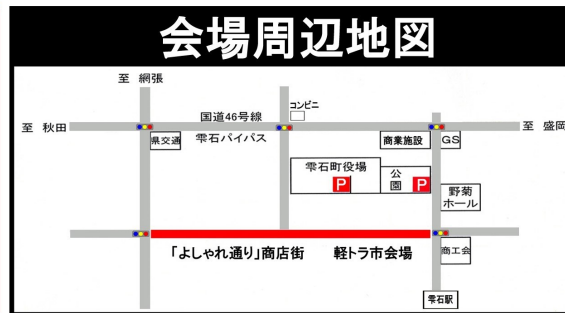 会場周辺地図
至 網張
コンビニ
国道46号線
至 秋田
至 盛岡
県交通
雫石バイパス
商業施設
GS
雫石町役場
P
公園
P
野菊
ホール
「よしゃれ通り」商店街 軽トラ市会場
商工会
雫石駅